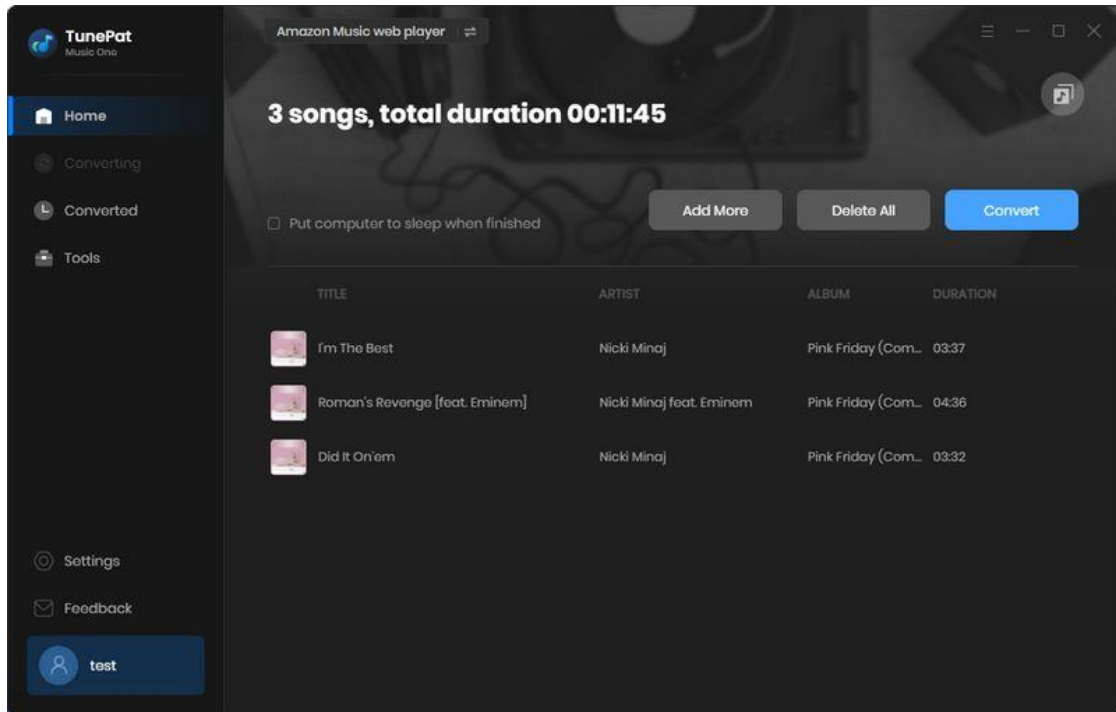 TunePat
Music One
Amazon Music web player
Home
Converting
Converted
Tools
Settings
Feedback
test
3 songs, total duration 00:11:45
Put computer to sleep when finished
Add More
Delete All
Convert
TITLE ARTIST ALBUM DURATION
I'm The Best Nicki Minaj Pink Friday (Com... 03:37
Roman's Revenge [feat. Eminem] Nicki Minaj feat. Eminem Pink Friday (Com... 04:36
Did It On'em Nicki Minaj Pink Friday (Com... 03:32